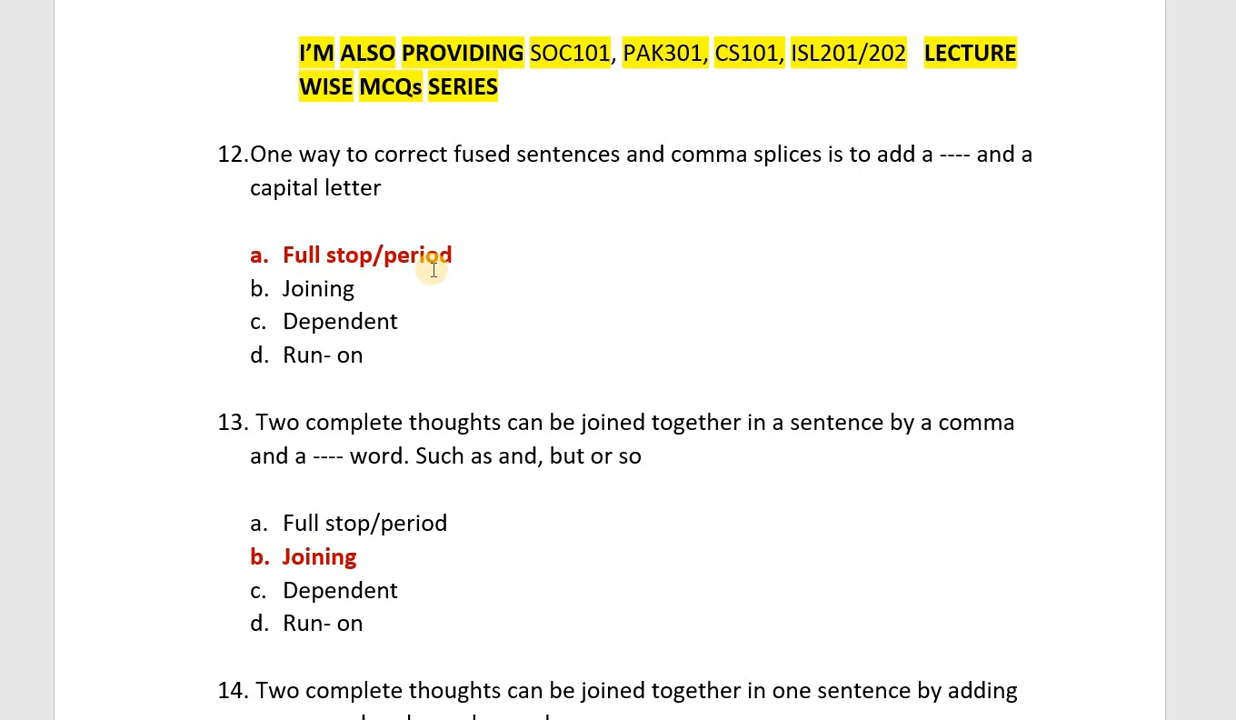 I’M ALSO PROVIDING SOC101, PAK301, CS101, ISL201/202 LECTURE
WISE MCQs SERIES
12.One way to correct fused sentences and comma splices is to add a ---- and a
capital letter
a. Full stop/period
b. Joining
c. Dependent
d. Run- on
13. Two complete thoughts can be joined together in a sentence by a comma
and a ---- word. Such as and, but or so
a. Full stop/period
b. Joining
c. Dependent
d. Run- on
14. Two complete thoughts can be joined together in one sentence by adding